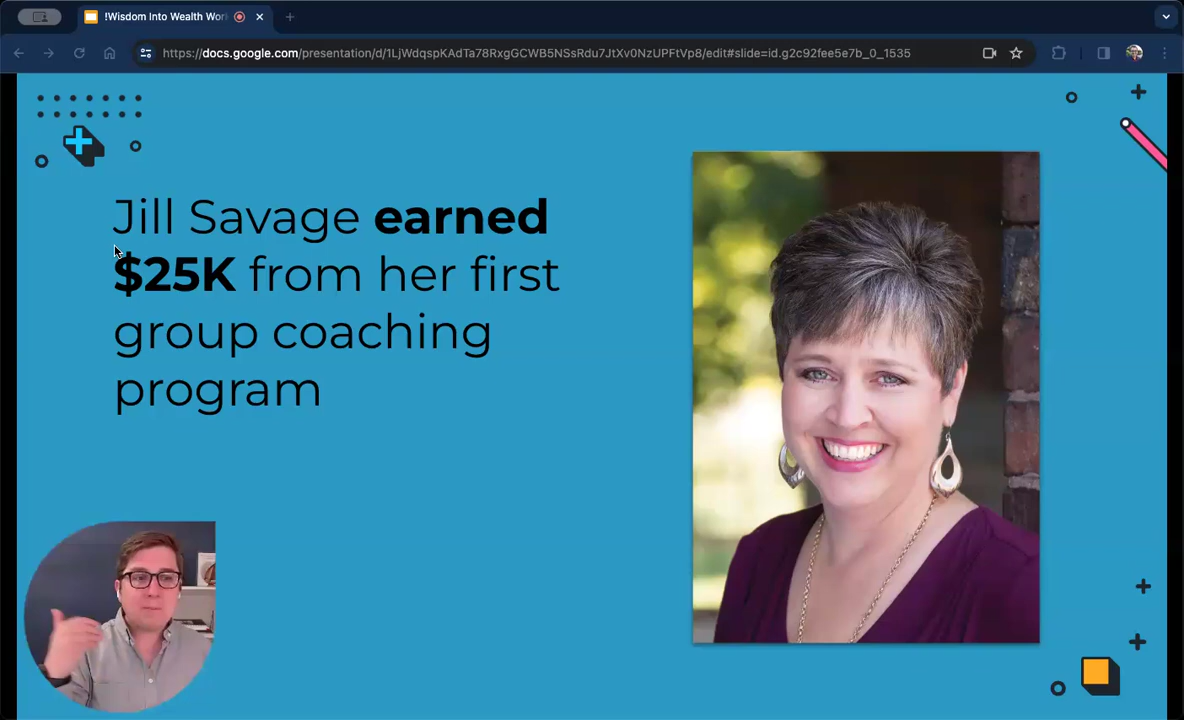 !Wisdom Into Wealth Wor
https://docs.google.com/presentation/d/1LjWdqspKAdTa78RxgGCWB5NSsRdu7JtXv0NzUPFtVp8/edit#slide=id.g2c92fee5e7b_0_1535
Jill Savage earned
$25K from her first
group coaching
program